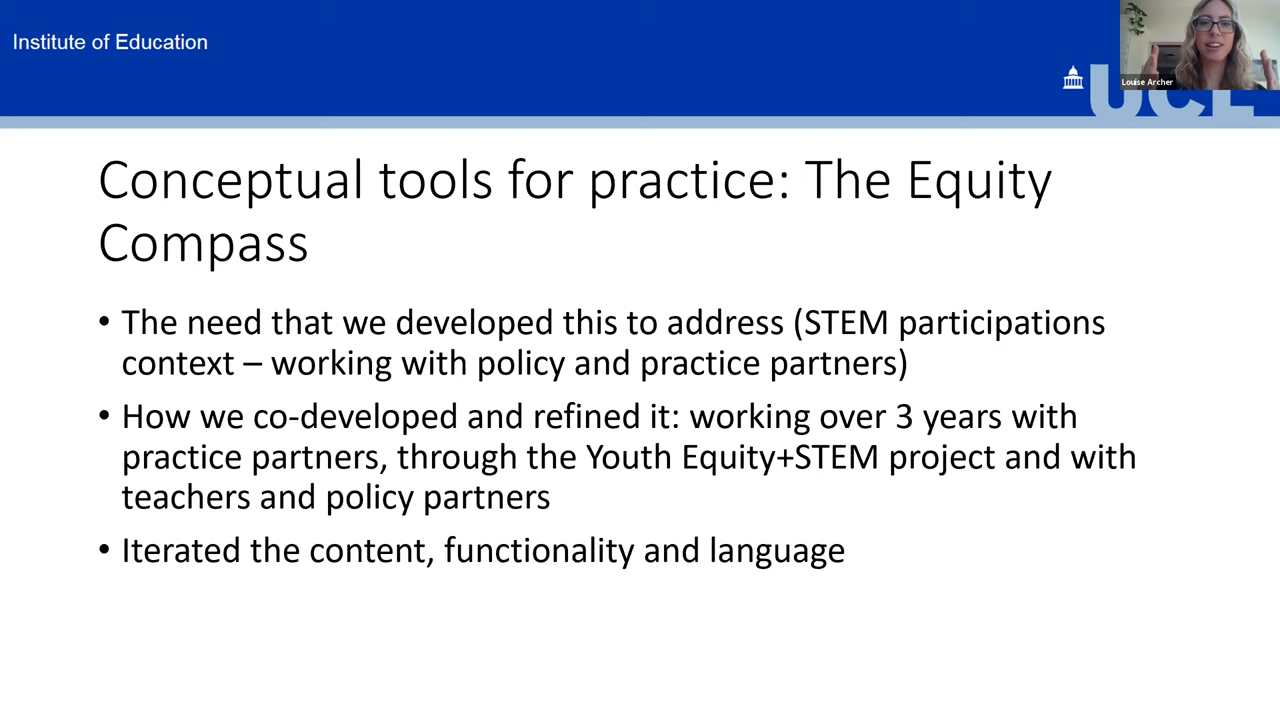 Institute of Education
Louise Archer
UCL
Conceptual tools for practice: The Equity
Compass
• The need that we developed this to address (STEM participations
context – working with policy and practice partners)
• How we co-developed and refined it: working over 3 years with
practice partners, through the Youth Equity+STEM project and with
teachers and policy partners
• Iterated the content, functionality and language